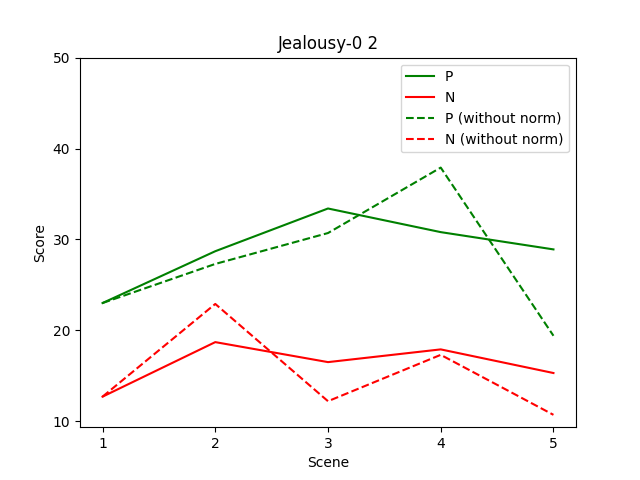 Jealousy-0 2
50
40
30
20
10
Score
P
N
P (without norm)
N (without norm)
1 2 3 4 5
Scene